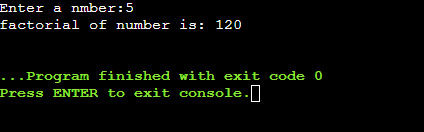 Enter a nmber:5
factorial of number is: 120
...Program finished with exit code 0
Press ENTER to exit console.